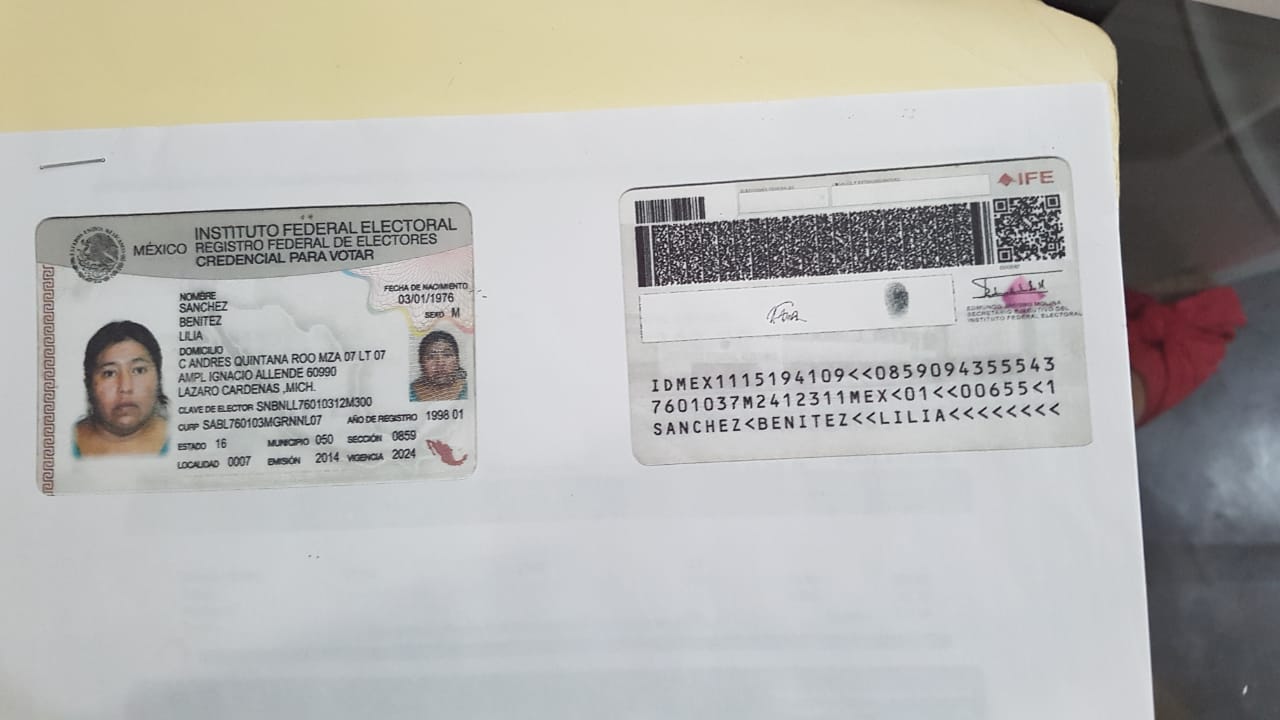 INSTITUTO FEDERAL ELECTORAL
MÉXICO REGISTRO FEDERAL DE ELECTORES
CREDENCIAL PARA VOTAR
NOMBRE
SANCHEZ
BENITEZ
LILIA
FECHA DE NACIMIENTO
03/01/1976
SEXO M
DOMICILIO
C ANDRES QUINTANA ROO MZA 07 LT 07
AMPL IGNACIO ALLENDE 60990
LAZARO CARDENAS ,MICH.
CLAVE DE ELECTOR SNBNLL76010312M300
CURP SABL760103MGRNNL07 AÑO DE REGISTRO 1998 01
ESTADO 16 MUNICIPIO 050 SECCIÓN 0859
LOCALIDAD 0007 EMISIÓN 2014 VIGENCIA 2024
IFE
EDMUNDO JACOBO MOLINA
SECRETARIO EJECUTIVO DEL
INSTITUTO FEDERAL ELECTORAL
IDMEX1115194109<<0859094355543
7601037M2412311MEX<01<<00655<1
SANCHEZ<BENITEZ<<LILIA<<<<<<<<